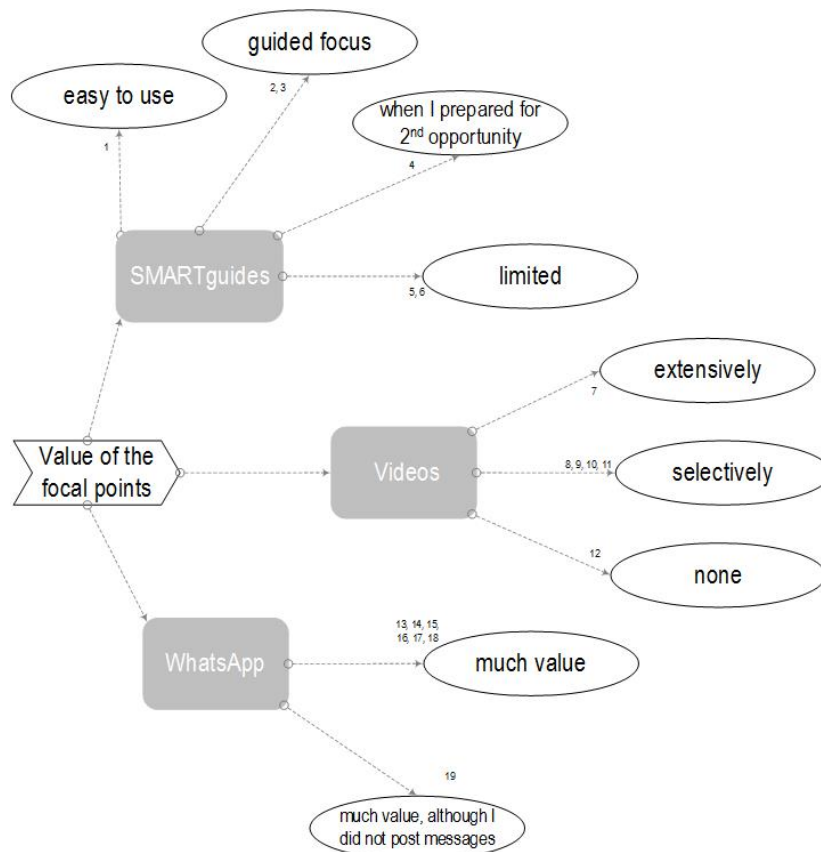 guided focus
2, 3
easy to use
1
when I prepared for
2nd opportunity
4
SMARTguides
limited
5, 6
extensively
7
Value of the
focal points
Videos
8, 9, 10, 11
selectively
12
none
13, 14, 15,
16, 17, 18
WhatsApp
much value
19
much value, although I
did not post messages